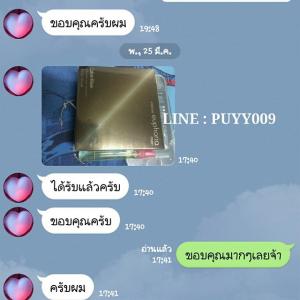 ขอบคุณครับผม
19:48
พ., 25 มี.ค.
euphoria
LINE : PUYY009
17:40
ได้รับแล้วครับ
17:40
ขอบคุณครับ
17:40
อ่านแล้ว
17:41
ขอบคุณมากๆเลยจ้า
ครับผม
17:41